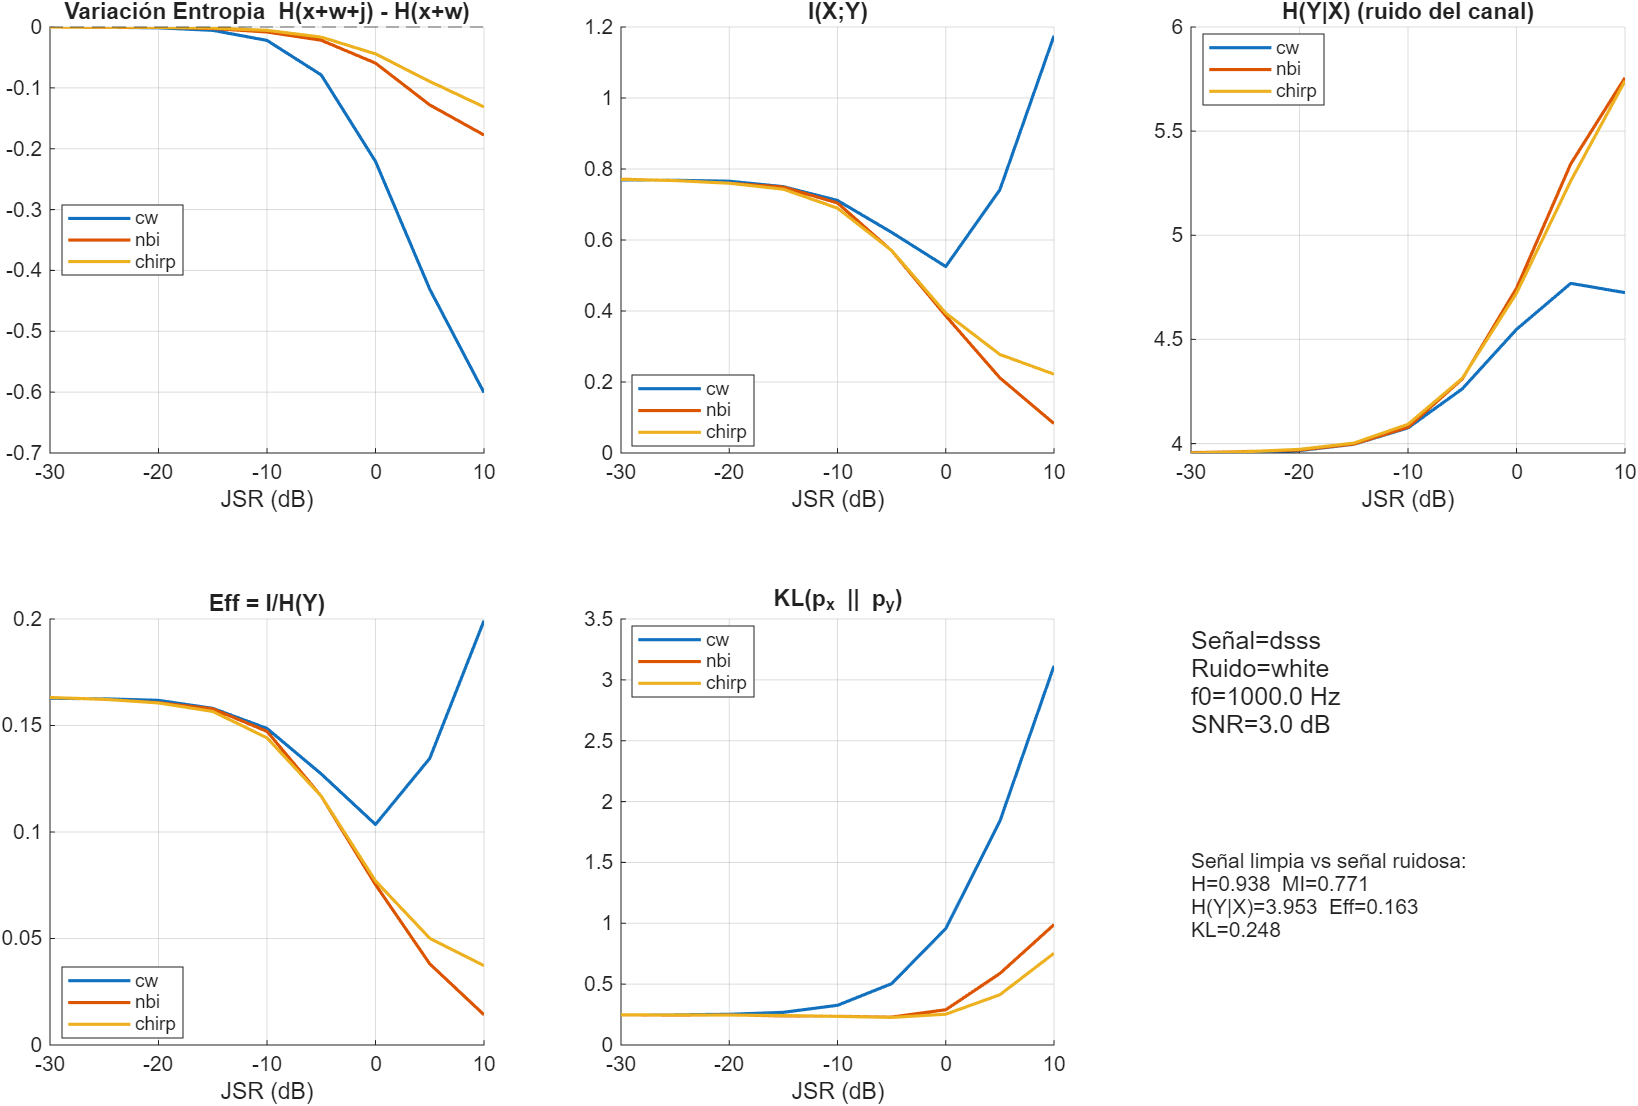 Variación Entropia  H(x+w+j) - H(x+w)
0
-0.1
-0.2
-0.3
-0.4
-0.5
-0.6
-0.7
cw
nbi
chirp
-30 -20 -10 0 10
JSR (dB)
I(X;Y)
1.2
1
0.8
0.6
0.4
0.2
0
cw
nbi
chirp
-30 -20 -10 0 10
JSR (dB)
H(Y|X) (ruido del canal)
6
5.5
5
4.5
4
cw
nbi
chirp
-30 -20 -10 0 10
JSR (dB)
Eff = I/H(Y)
0.2
0.15
0.1
0.05
0
cw
nbi
chirp
-30 -20 -10 0 10
JSR (dB)
KL(pₓ || p_y)
3.5
3
2.5
2
1.5
1
0.5
0
cw
nbi
chirp
-30 -20 -10 0 10
JSR (dB)
Señal=dsss
Ruido=white
f0=1000.0 Hz
SNR=3.0 dB
Señal limpia vs señal ruidosa:
H=0.938  MI=0.771
H(Y|X)=3.953  Eff=0.163
KL=0.248